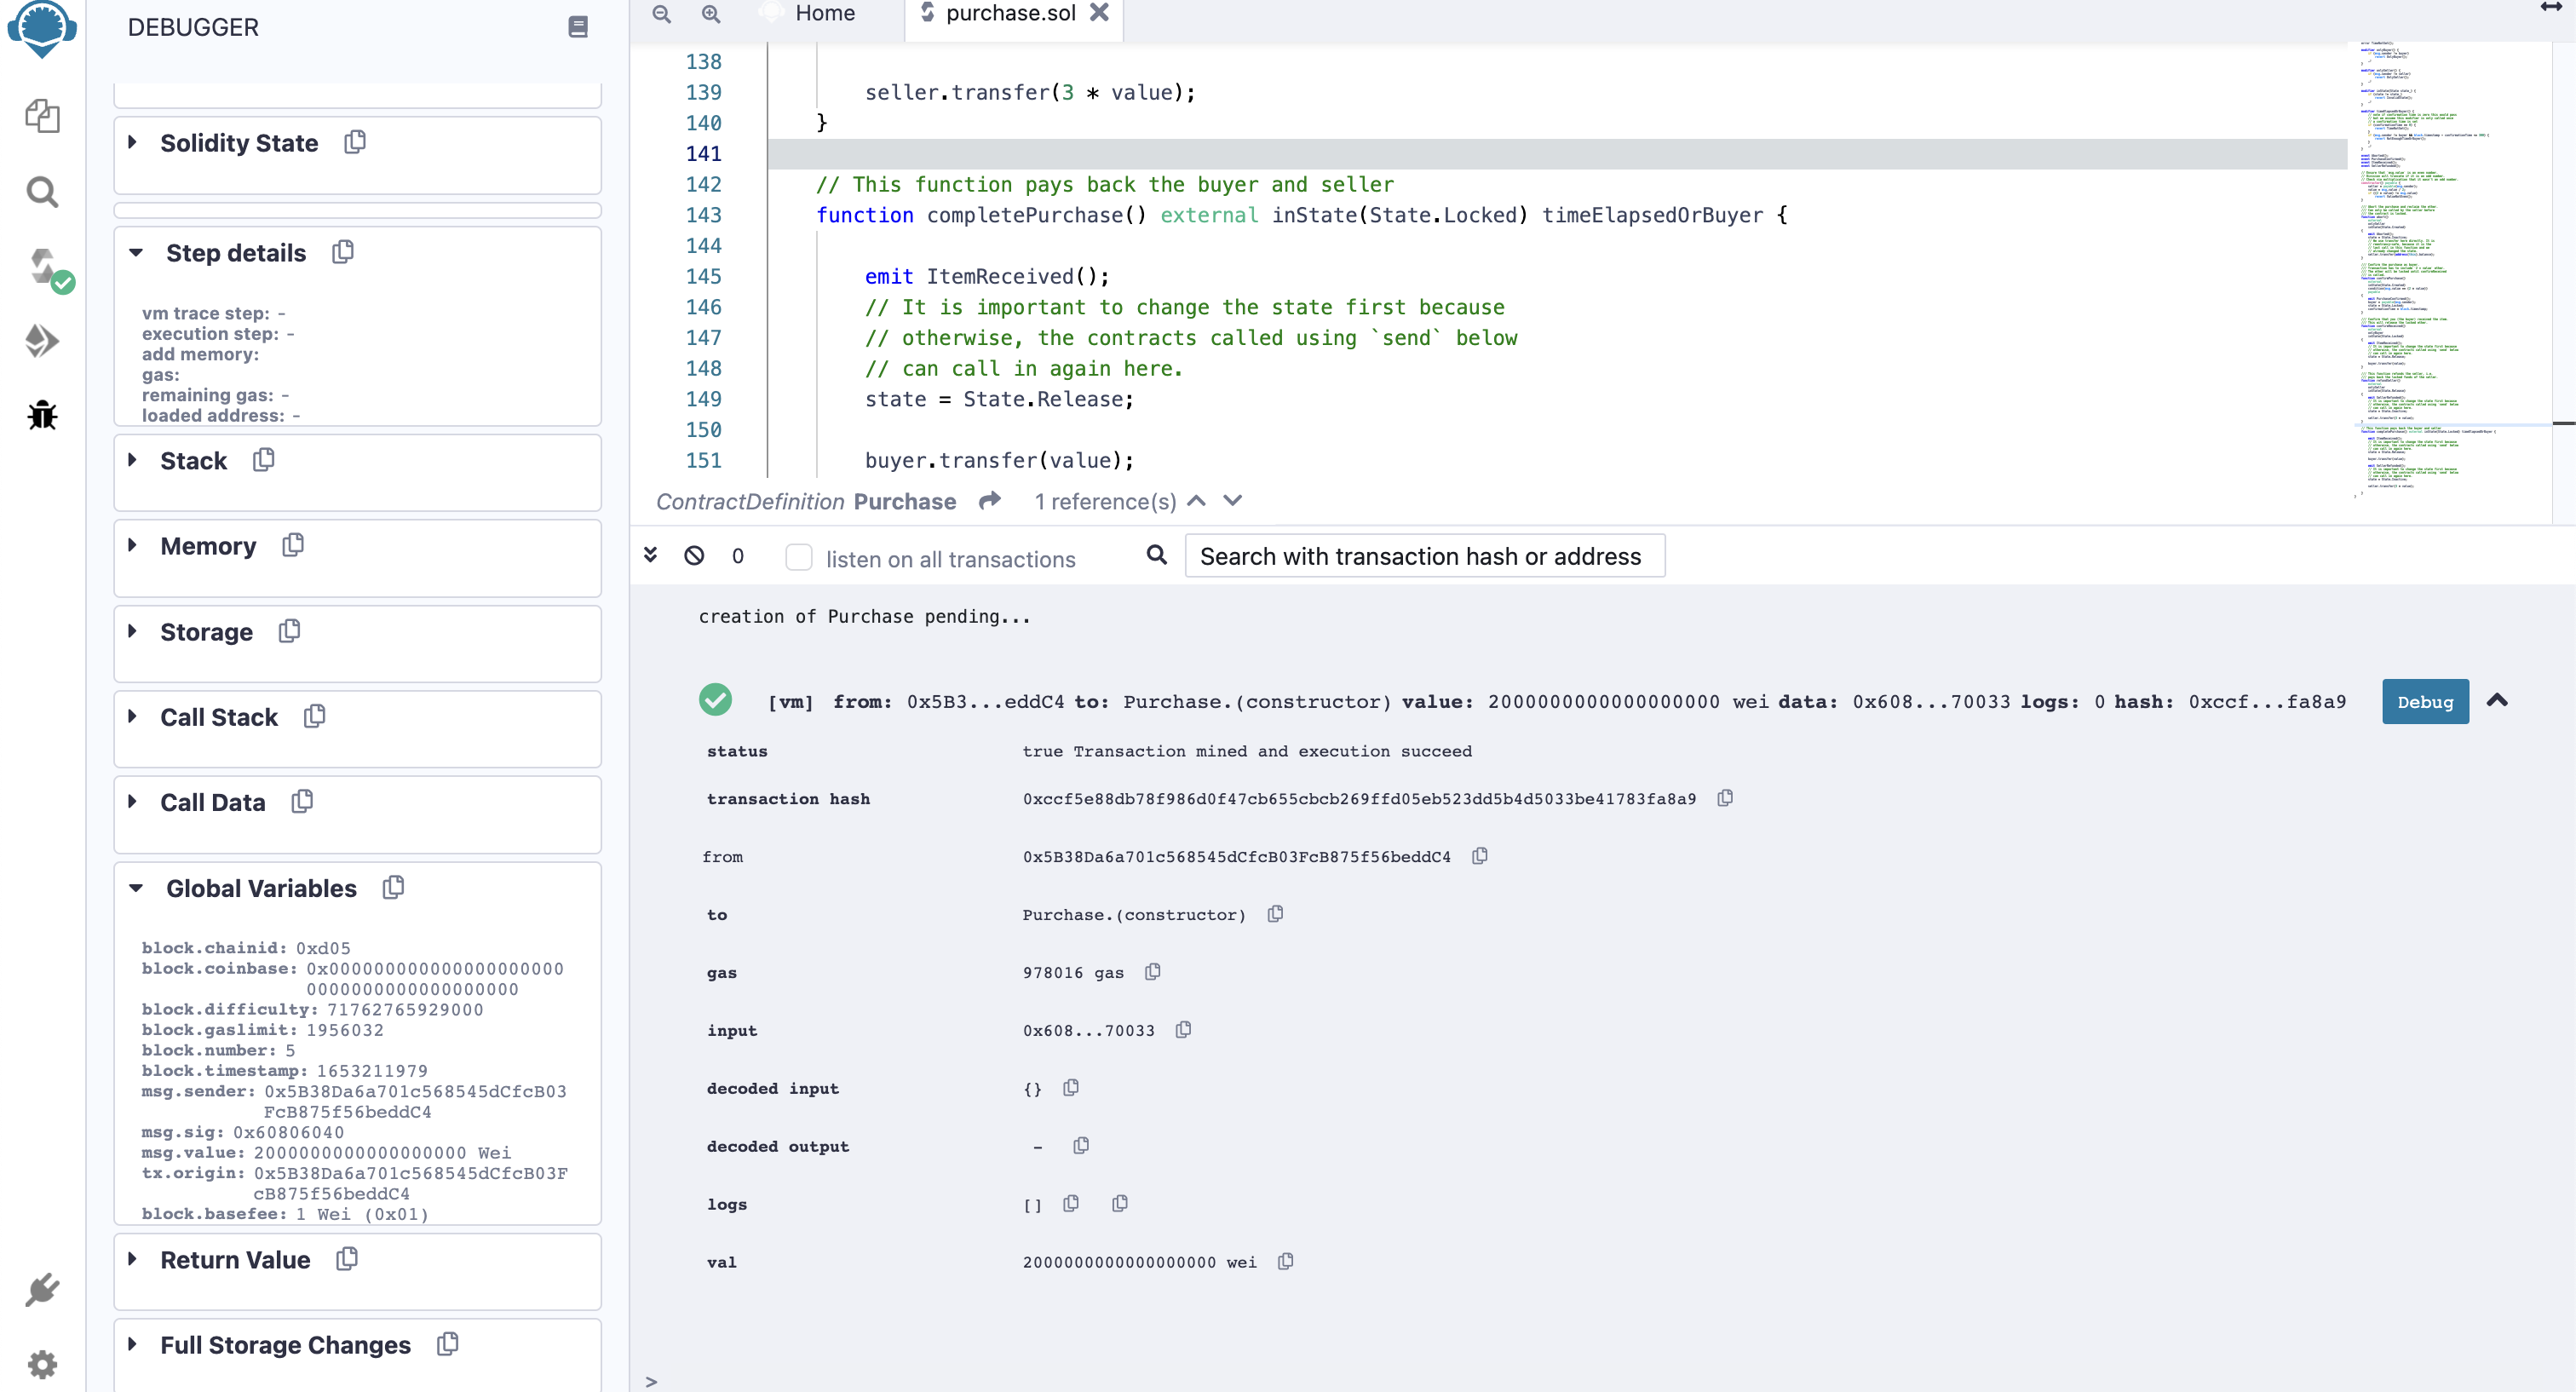 DEBUGGER
Solidity State
Step details
vm trace step: -
execution step: -
add memory:
gas:
remaining gas: -
loaded address: -
Stack
Memory
Storage
Call Stack
Call Data
Global Variables
block.chainid: 0xd05
block.coinbase: 0x0000000000000000000000
00000000000000000000
block.difficulty: 71762765929000
block.gaslimit: 1956032
block.number: 5
block.timestamp: 1653211979
msg.sender: 0x5B38Da6a701c568545dCfcB03
FcB875f56beddC4
msg.sig: 0x60806040
msg.value: 2000000000000000000 Wei
tx.origin: 0x5B38Da6a701c568545dCfcB03F
cB875f56beddC4
block.basefee: 1 Wei (0x01)
Return Value
Full Storage Changes
Home
purchase.sol
138
139 seller.transfer(3 * value);
140 }
141
142 // This function pays back the buyer and seller
143 function completePurchase() external inState(State.Locked) timeElapsedOrBuyer {
144
145 emit ItemReceived();
146 // It is important to change the state first because
147 // otherwise, the contracts called using `send` below
148 // can call in again here.
149 state = State.Release;
150
151 buyer.transfer(value);
ContractDefinition Purchase 1 reference(s)
0 listen on all transactions Search with transaction hash or address
creation of Purchase pending...
[vm] from: 0x5B3...eddC4 to: Purchase.(constructor) value: 2000000000000000000 wei data: 0x608...70033 logs: 0 hash: 0xccf...fa8a9 Debug
status true Transaction mined and execution succeed
transaction hash 0xccf5e88db78f986d0f47cb655cbcb269ffd05eb523dd5b4d5033be41783fa8a9
from 0x5B38Da6a701c568545dCfcB03FcB875f56beddC4
to Purchase.(constructor)
gas 978016 gas
input 0x608...70033
decoded input {}
decoded output -
logs []
val 2000000000000000000 wei
>